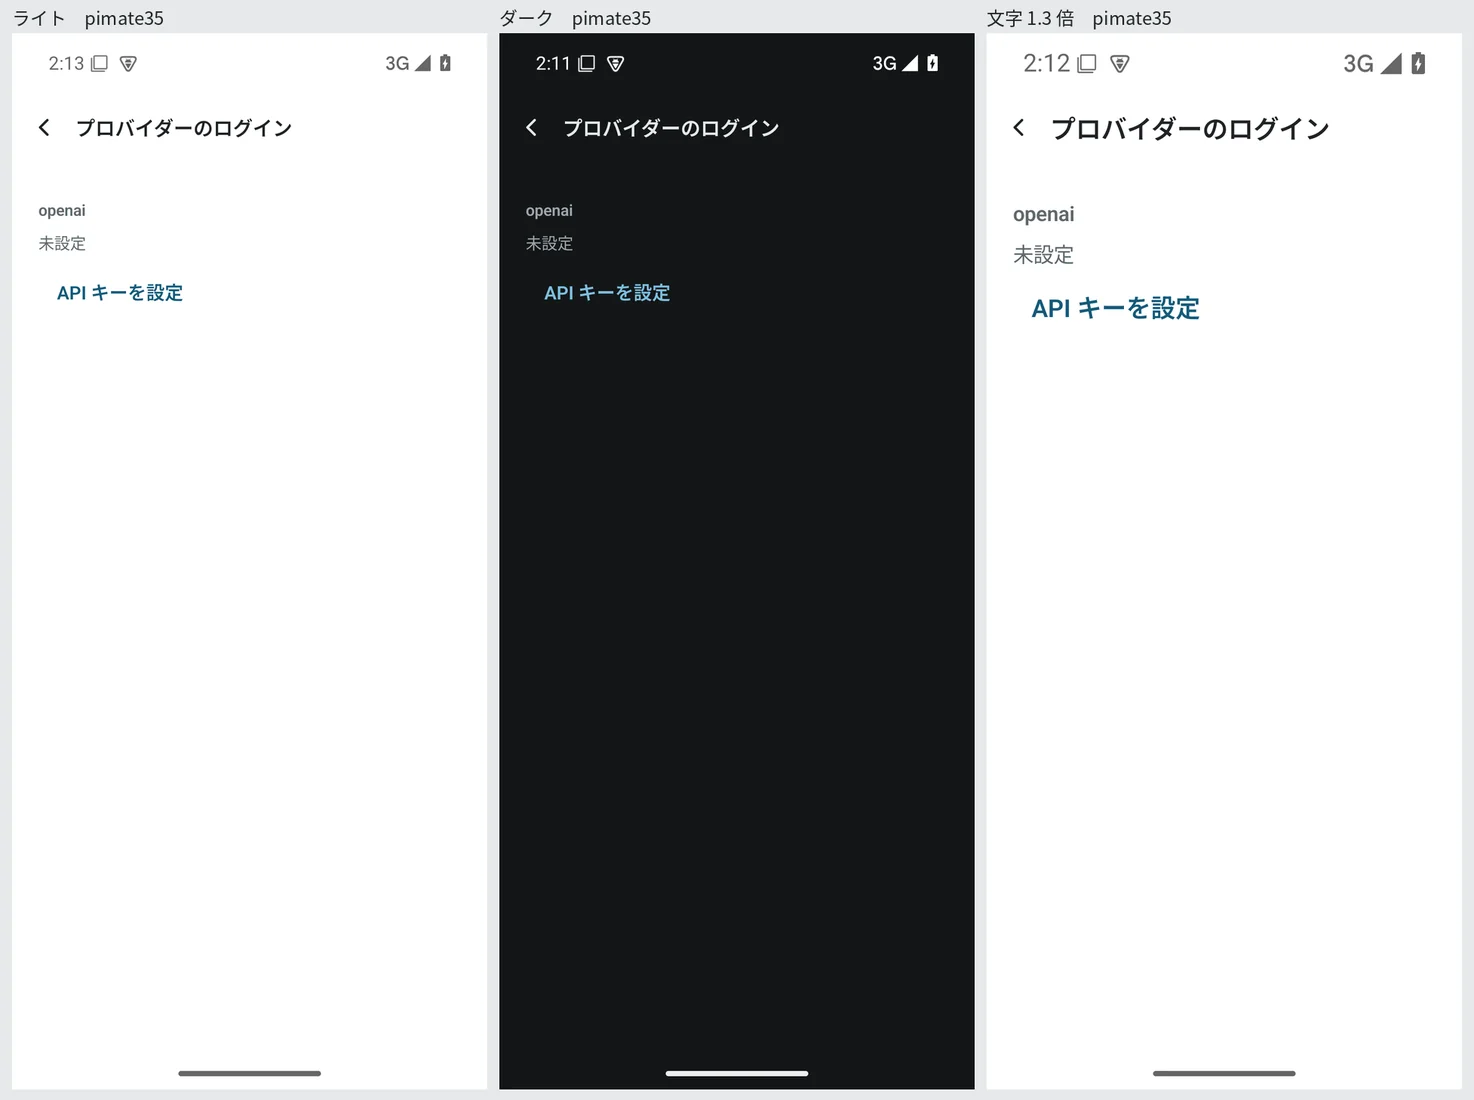 ライト pimate35
2:13 3G
プロバイダーのログイン
openai
未設定
API キーを設定
ダーク pimate35
2:11 3G
プロバイダーのログイン
openai
未設定
API キーを設定
文字 1.3 倍 pimate35
2:12 3G
プロバイダーのログイン
openai
未設定
API キーを設定